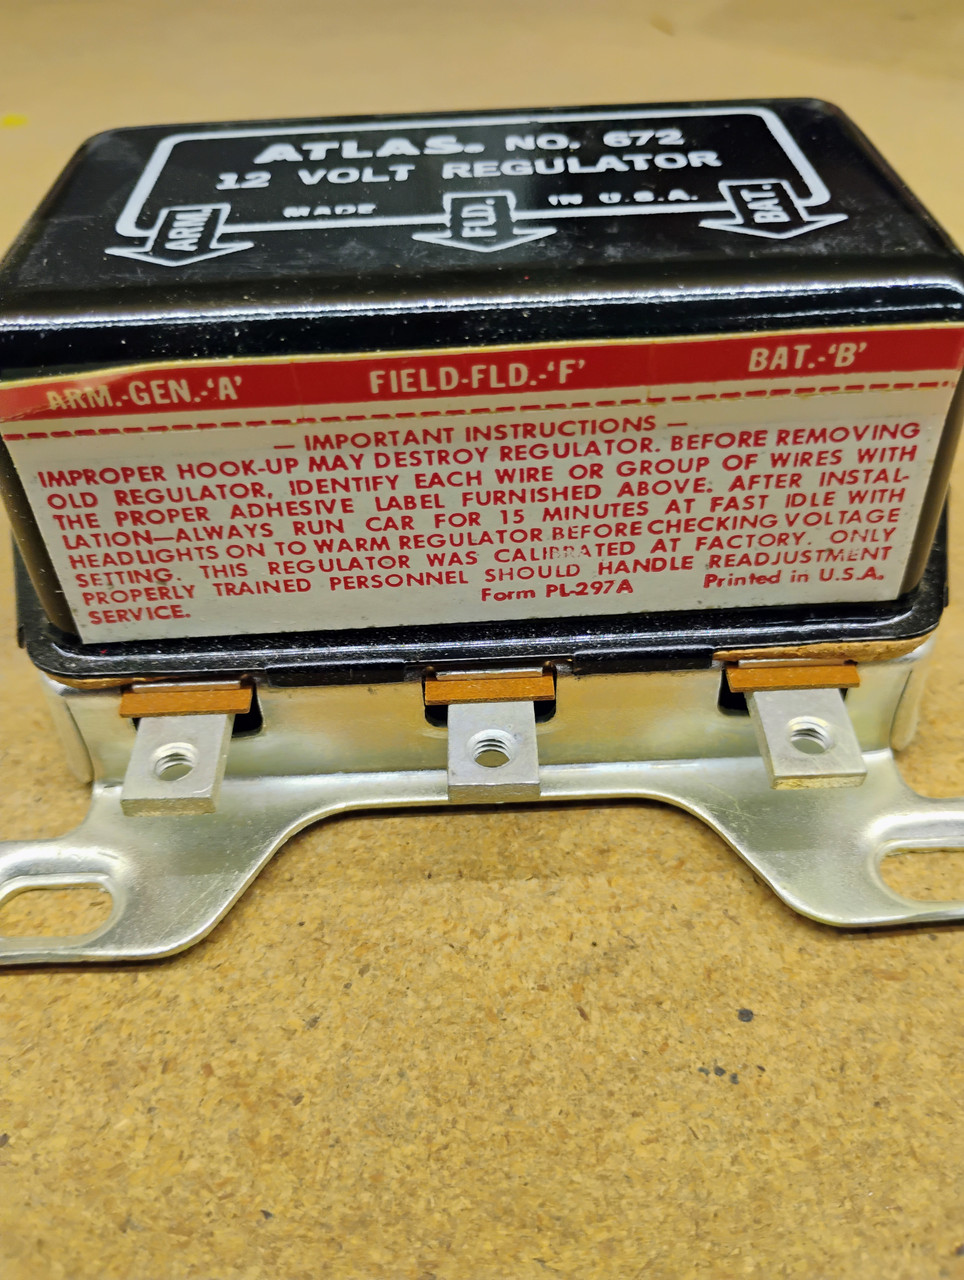 ATLAS. NO. 672
12 VOLT REGULATOR
MADE IN U.S.A.
ARM. FLD. BAT.
ARM.-GEN.-'A' FIELD-FLD.-'F' BAT.-'B'
— IMPORTANT INSTRUCTIONS —
IMPROPER HOOK-UP MAY DESTROY REGULATOR. BEFORE REMOVING
OLD REGULATOR, IDENTIFY EACH WIRE OR GROUP OF WIRES WITH
THE PROPER ADHESIVE LABEL FURNISHED ABOVE. AFTER INSTAL-
LATION—ALWAYS RUN CAR FOR 15 MINUTES AT FAST IDLE WITH
HEADLIGHTS ON TO WARM REGULATOR BEFORE CHECKING VOLTAGE
SETTING. THIS REGULATOR WAS CALIBRATED AT FACTORY. ONLY
PROPERLY TRAINED PERSONNEL SHOULD HANDLE READJUSTMENT
SERVICE. Form PL-297A Printed in U.S.A.